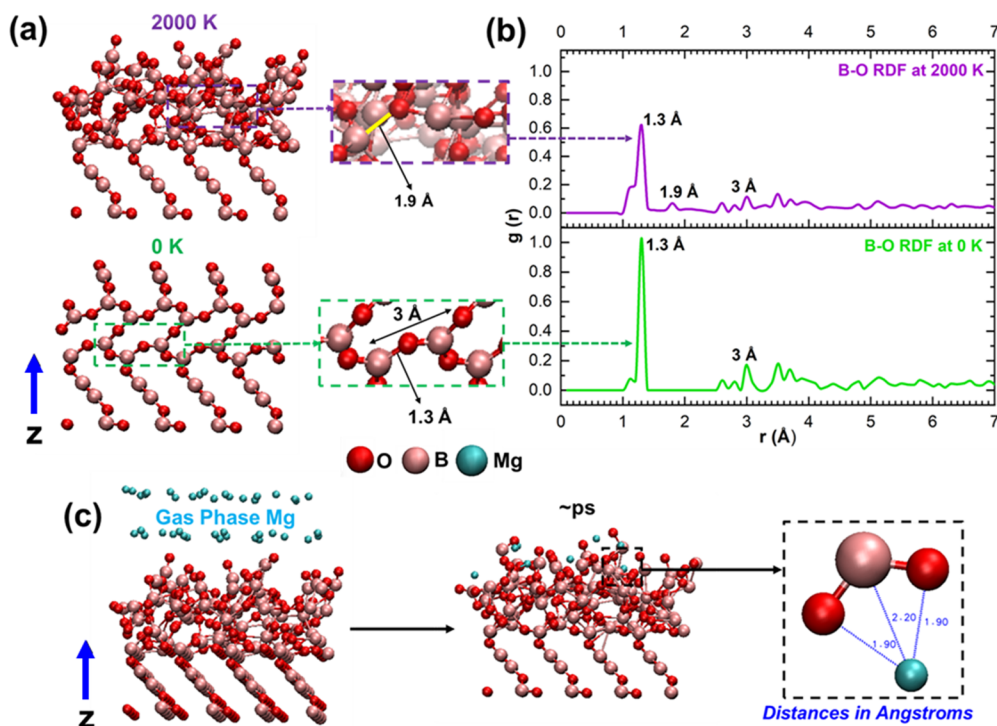 (a)
2000 K
1.9 Å
0 K
3 Å
1.3 Å
z
(b)
0 1 2 3 4 5 6 7
B-O RDF at 2000 K
1.3 Å
1.9 Å
3 Å
1.0
0.8
0.6
0.4
0.2
0.0
g (r)
B-O RDF at 0 K
1.3 Å
3 Å
1.0
0.8
0.6
0.4
0.2
0.0
0 1 2 3 4 5 6 7
r (Å)
O B Mg
(c)
Gas Phase Mg
z
~ps
2.20
1.90
1.90
Distances in Angstroms